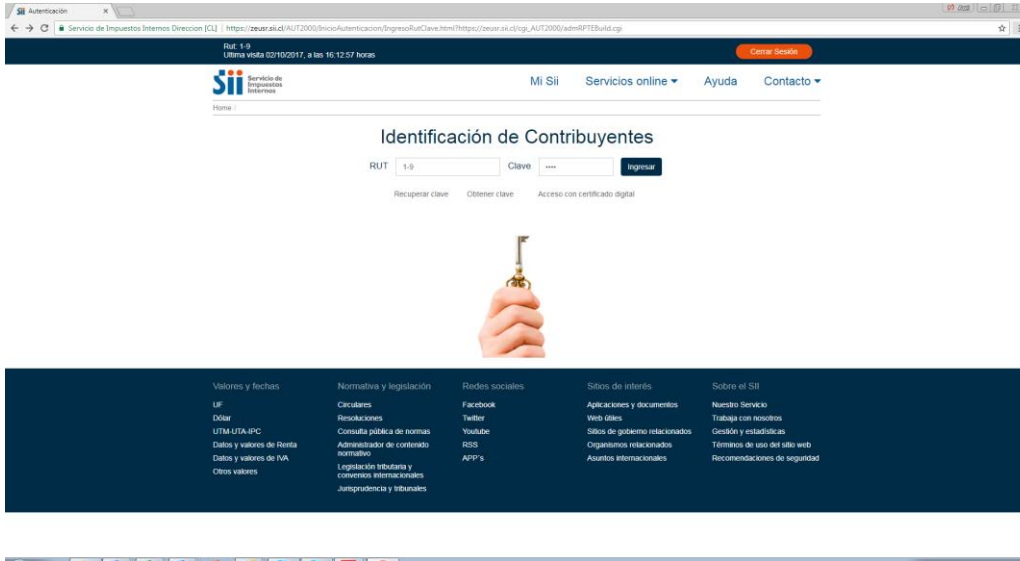 Autenticación
Servicio de Impuestos Internos Direccion [CL] | https://zeusr.sii.cl/AUT2000/InicioAutenticacion/IngresoRutClave.html?https://zeusr.sii.cl/cgi_AUT2000/admRPTEBuild.cgi
Rut: 1-9
Ultima visita 02/10/2017, a las 16:12:57 horas
Cerrar Sesión
Sii Servicio de
Impuestos
Internos
Mi Sii Servicios online Ayuda Contacto
Home /
Identificación de Contribuyentes
RUT 1-9 Clave •••• Ingresar
Recuperar clave Obtener clave Acceso con certificado digital
Valores y fechas
UF
Dólar
UTM-UTA-IPC
Datos y valores de Renta
Datos y valores de IVA
Otros valores
Normativa y legislación
Circulares
Resoluciones
Consulta pública de normas
Administrador de contenido
normativo
Legislación tributaria y
convenios internacionales
Jurisprudencia y tribunales
Redes sociales
Facebook
Twitter
Youtube
RSS
APP's
Sitios de interés
Aplicaciones y documentos
Web útiles
Sitios de gobierno relacionados
Organismos relacionados
Asuntos internacionales
Sobre el SII
Nuestro Servicio
Trabaja con nosotros
Gestión y estadísticas
Términos de uso del sitio web
Recomendaciones de seguridad